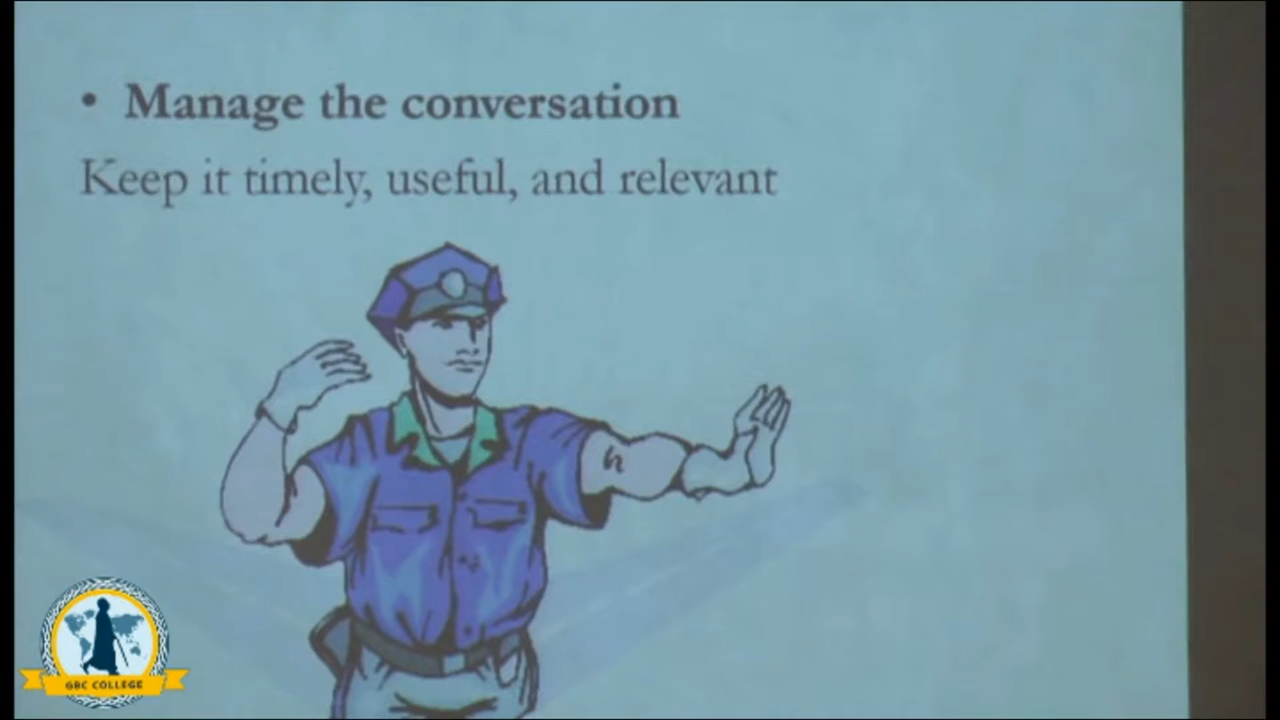 • Manage the conversation
Keep it timely, useful, and relevant
GRC COLLEGE